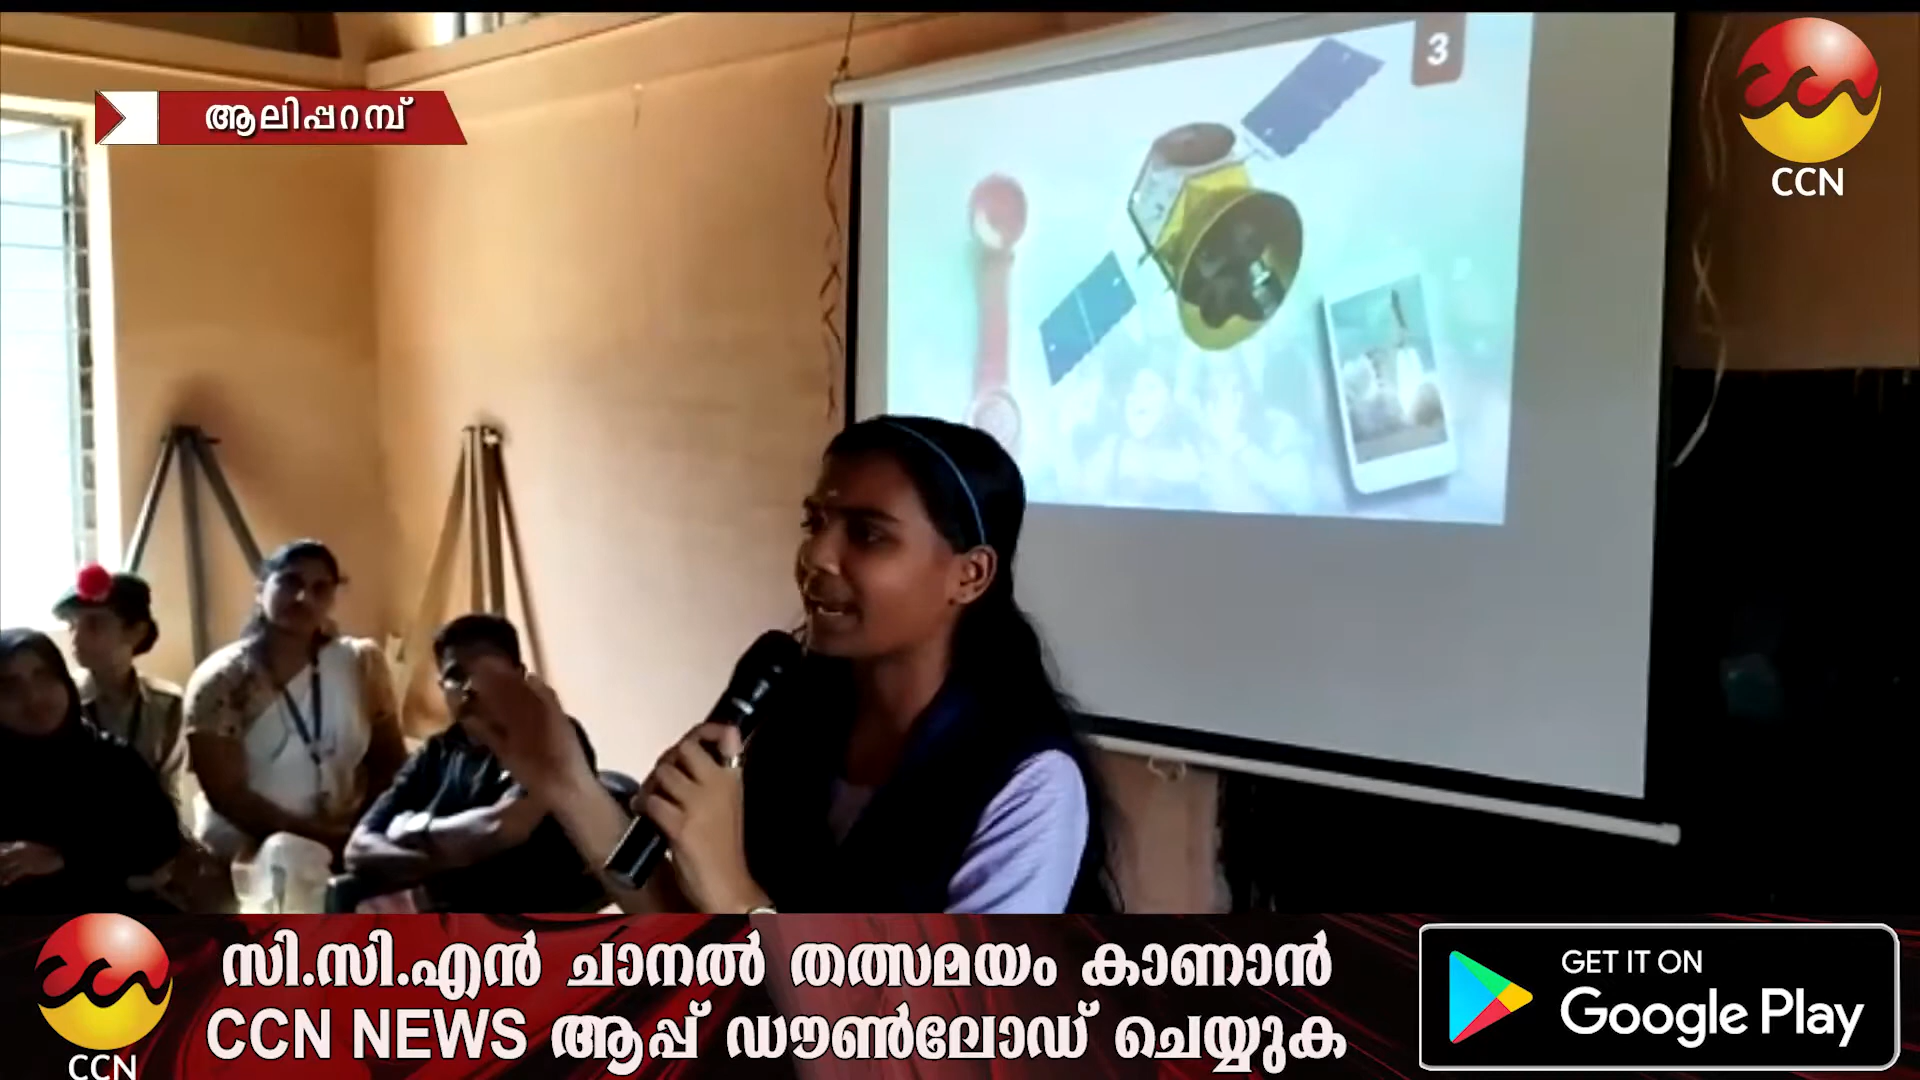 3
ആലിപ്പറമ്പ്
CCN
സി.സി.എൻ ചാനൽ തത്സമയം കാണാൻ
CCN NEWS ആപ്പ് ഡൗൺലോഡ് ചെയ്യുക
CCN
GET IT ON
Google Play